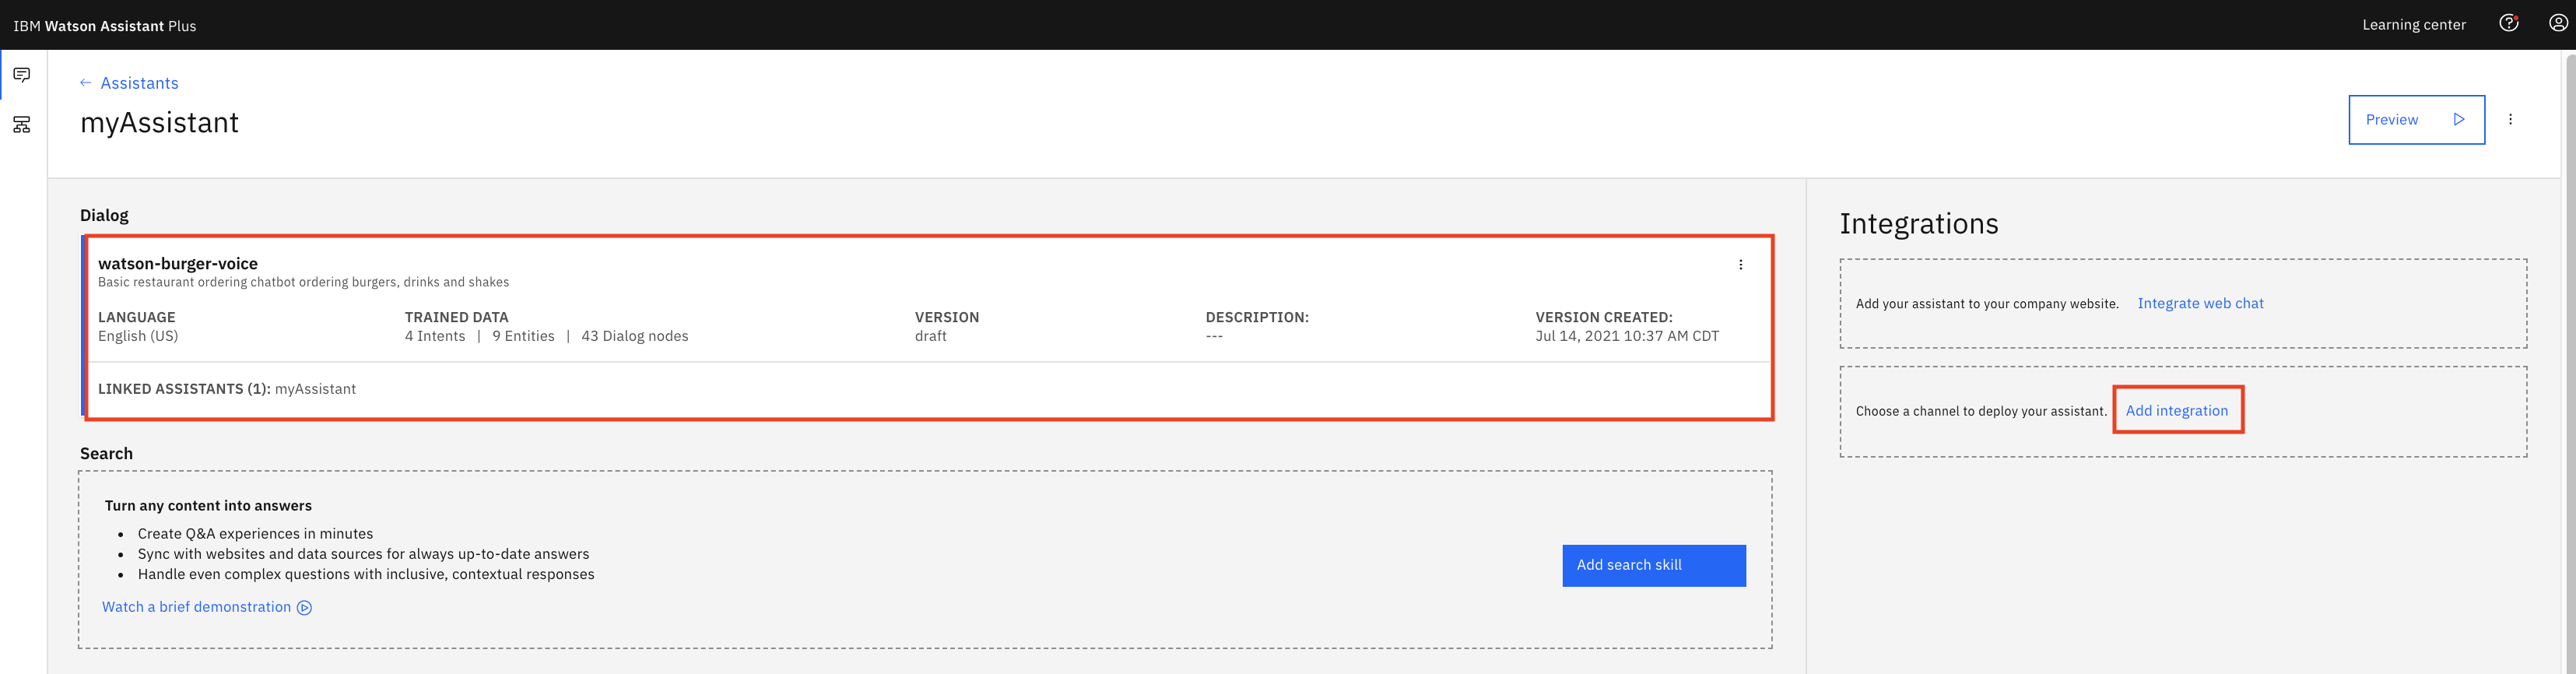 IBM Watson Assistant Plus
Learning center
← Assistants
myAssistant
Preview
Dialog
watson-burger-voice
Basic restaurant ordering chatbot ordering burgers, drinks and shakes
LANGUAGE TRAINED DATA VERSION DESCRIPTION: VERSION CREATED:
English (US) 4 Intents | 9 Entities | 43 Dialog nodes draft --- Jul 14, 2021 10:37 AM CDT
LINKED ASSISTANTS (1): myAssistant
Search
Turn any content into answers
• Create Q&A experiences in minutes
• Sync with websites and data sources for always up-to-date answers
• Handle even complex questions with inclusive, contextual responses
Watch a brief demonstration
Add search skill
Integrations
Add your assistant to your company website. Integrate web chat
Choose a channel to deploy your assistant. Add integration